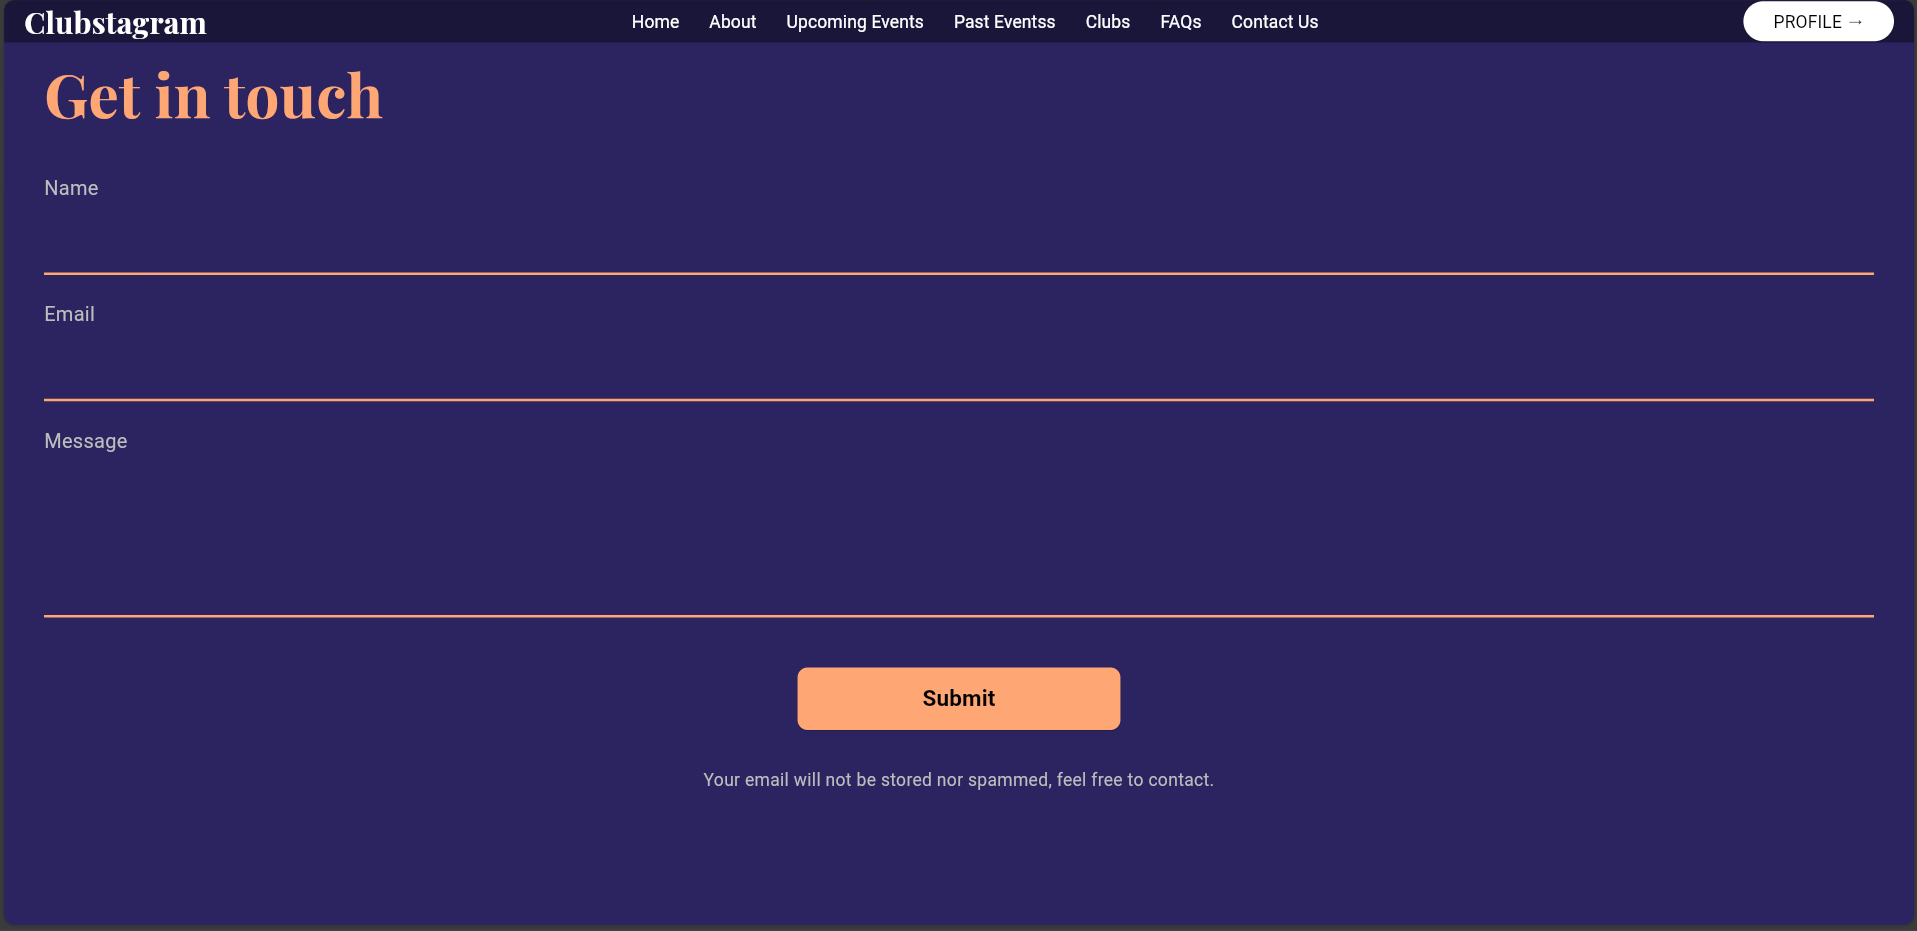 Clubstagram Home About Upcoming Events Past Eventss Clubs FAQs Contact Us PROFILE →
Get in touch
Name
Email
Message
Submit
Your email will not be stored nor spammed, feel free to contact.